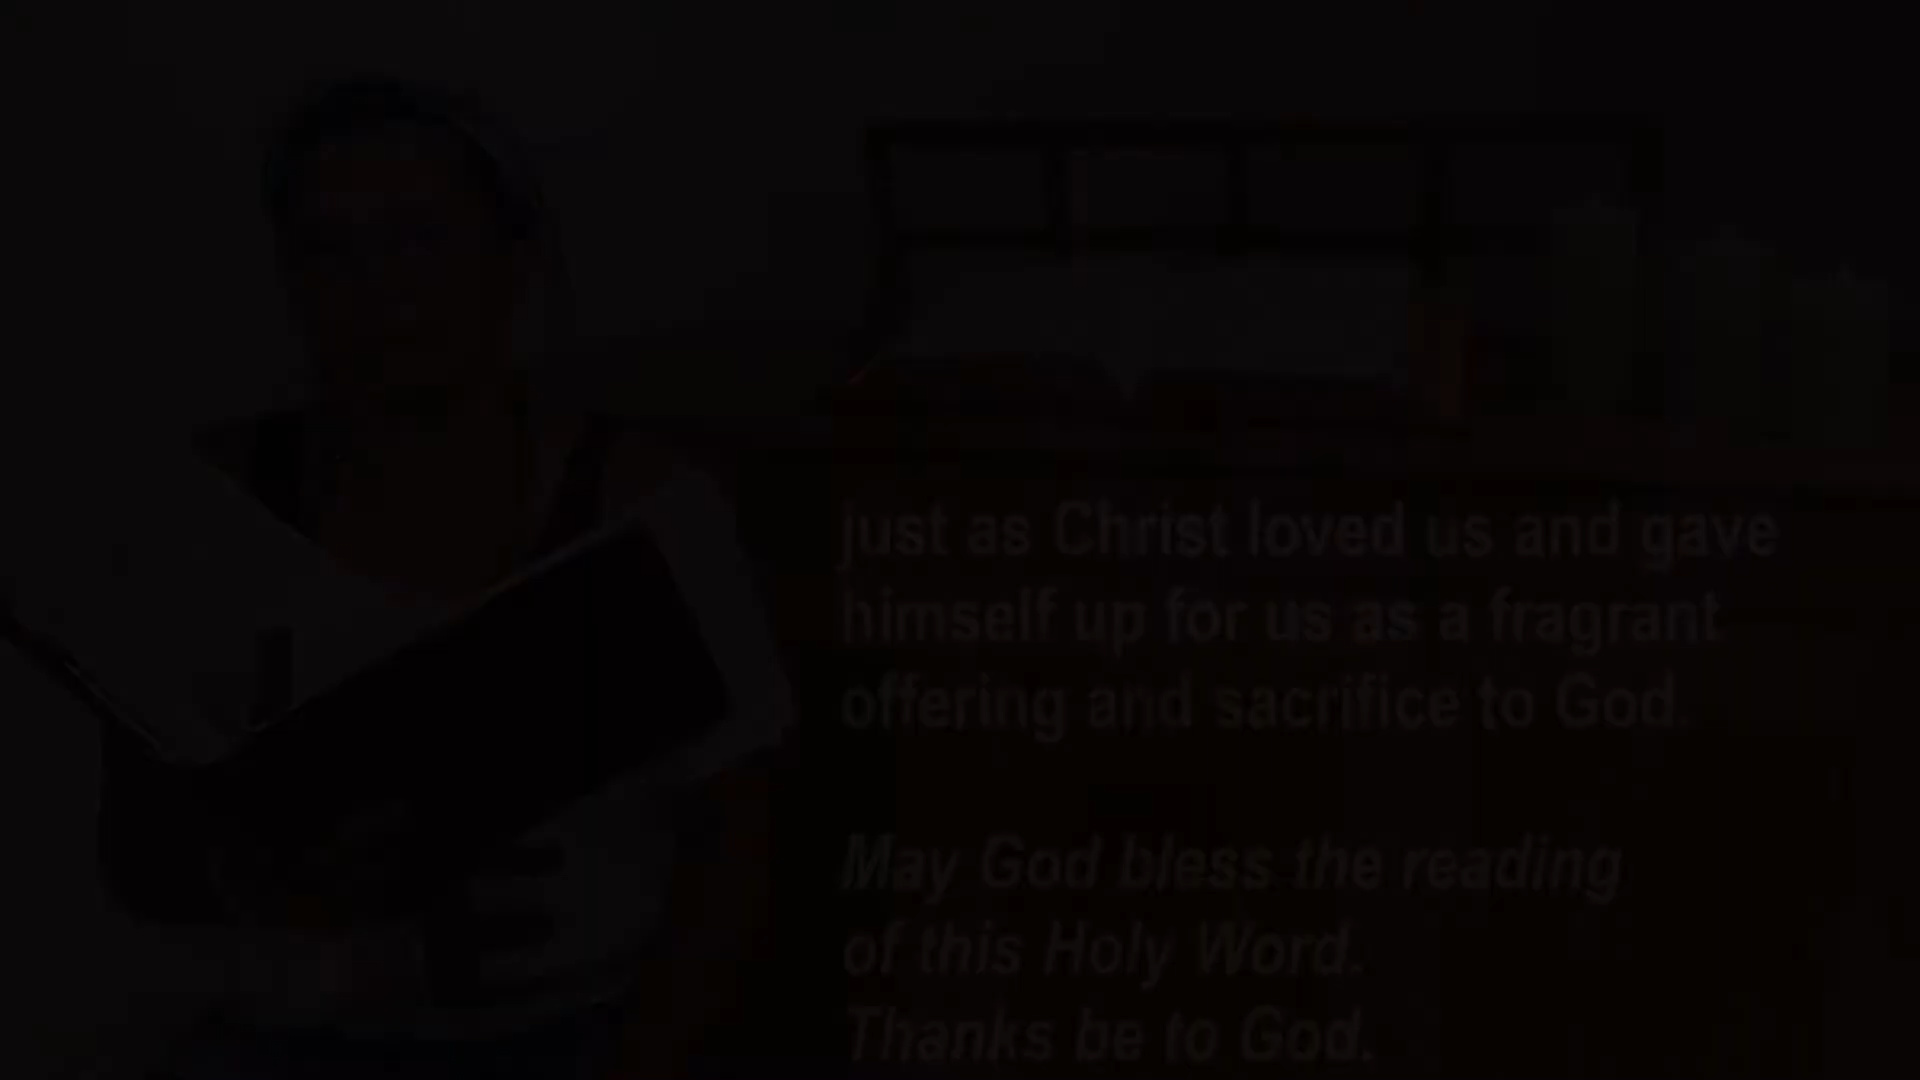 just as Christ loved us and gave
himself up for us as a fragrant
offering and sacrifice to God.
May God bless the reading
of this Holy Word.
Thanks be to God.